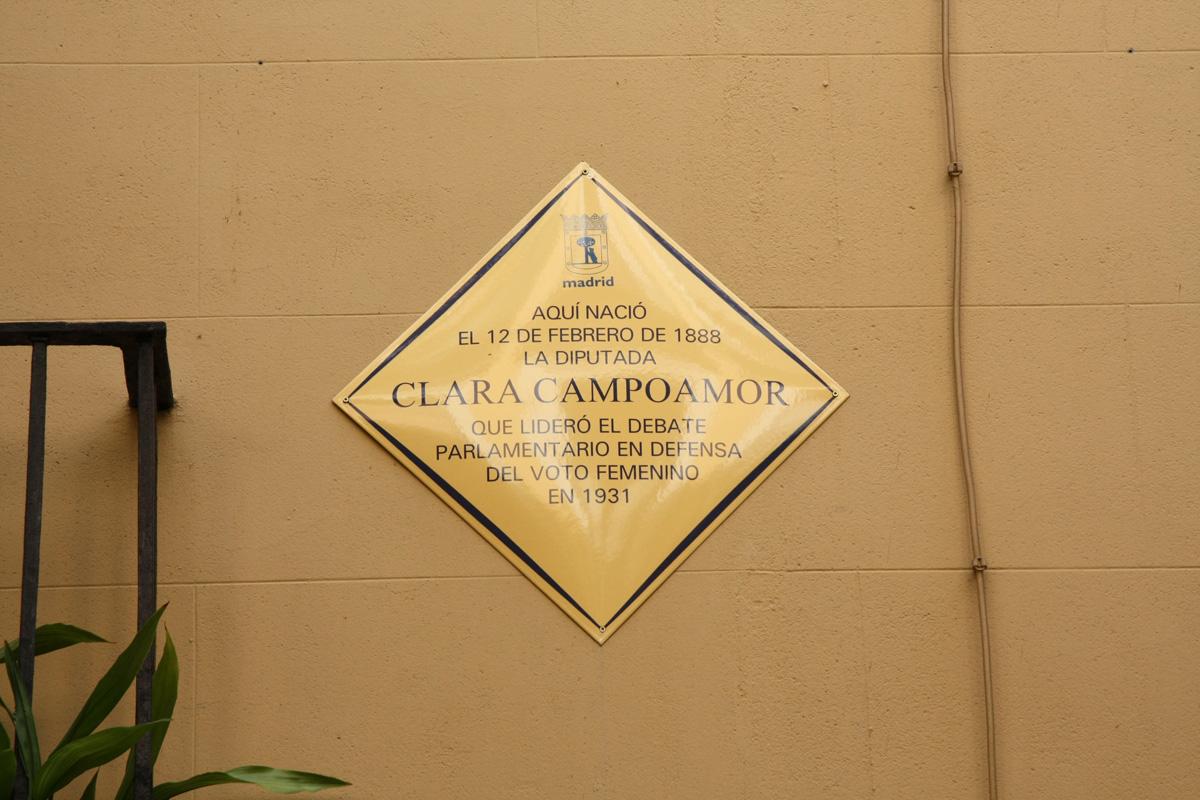 madrid
AQUÍ NACIÓ
EL 12 DE FEBRERO DE 1888
LA DIPUTADA
CLARA CAMPOAMOR
QUE LIDERÓ EL DEBATE
PARLAMENTARIO EN DEFENSA
DEL VOTO FEMENINO
EN 1931